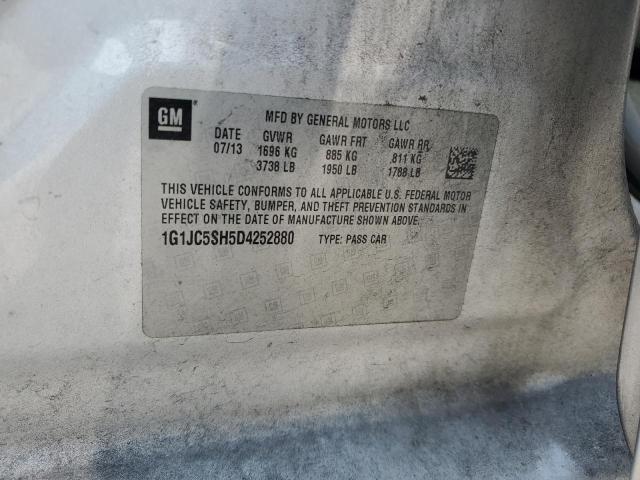 GM
MFD BY GENERAL MOTORS LLC
DATE GVWR GAWR FRT GAWR RR
07/13 1696 KG 885 KG 811 KG
3738 LB 1950 LB 1788 LB
THIS VEHICLE CONFORMS TO ALL APPLICABLE U.S. FEDERAL MOTOR
VEHICLE SAFETY, BUMPER, AND THEFT PREVENTION STANDARDS IN
EFFECT ON THE DATE OF MANUFACTURE SHOWN ABOVE.
1G1JC5SH5D4252880 TYPE: PASS CAR